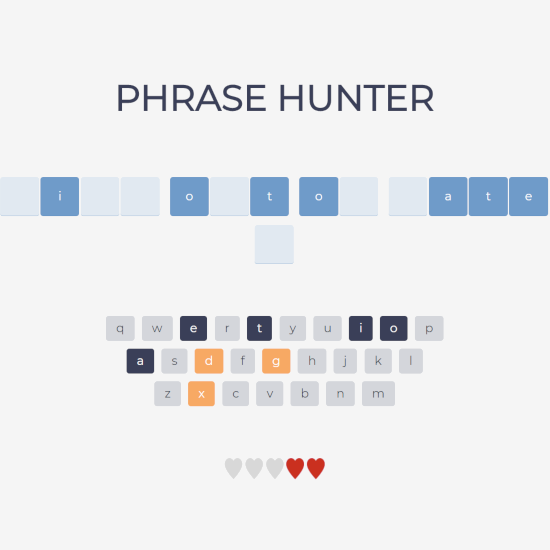 PHRASE HUNTER
i o t o a t e
q w e r t y u i o p
a s d f g h j k l
z x c v b n m